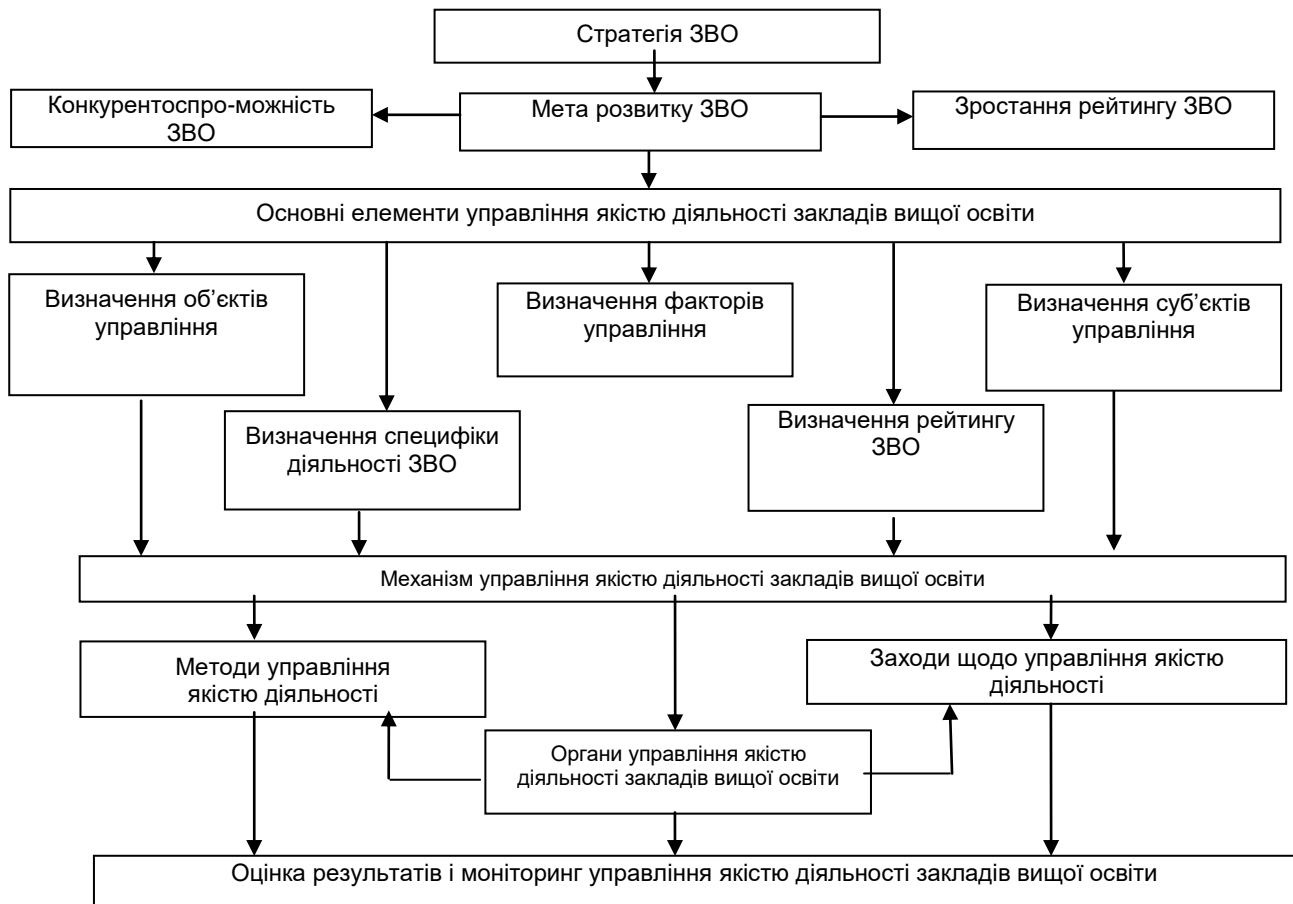 Стратегія ЗВО
Конкурентоспро-можність
ЗВО
Мета розвитку ЗВО
Зростання рейтингу ЗВО
Основні елементи управління якістю діяльності закладів вищої освіти
Визначення об’єктів
управління
Визначення факторів
управління
Визначення суб’єктів
управління
Визначення специфіки
діяльності ЗВО
Визначення рейтингу
ЗВО
Механізм управління якістю діяльності закладів вищої освіти
Методи управління
якістю діяльності
Заходи щодо управління якістю
діяльності
Органи управління якістю
діяльності закладів вищої освіти
Оцінка результатів і моніторинг управління якістю діяльності закладів вищої освіти